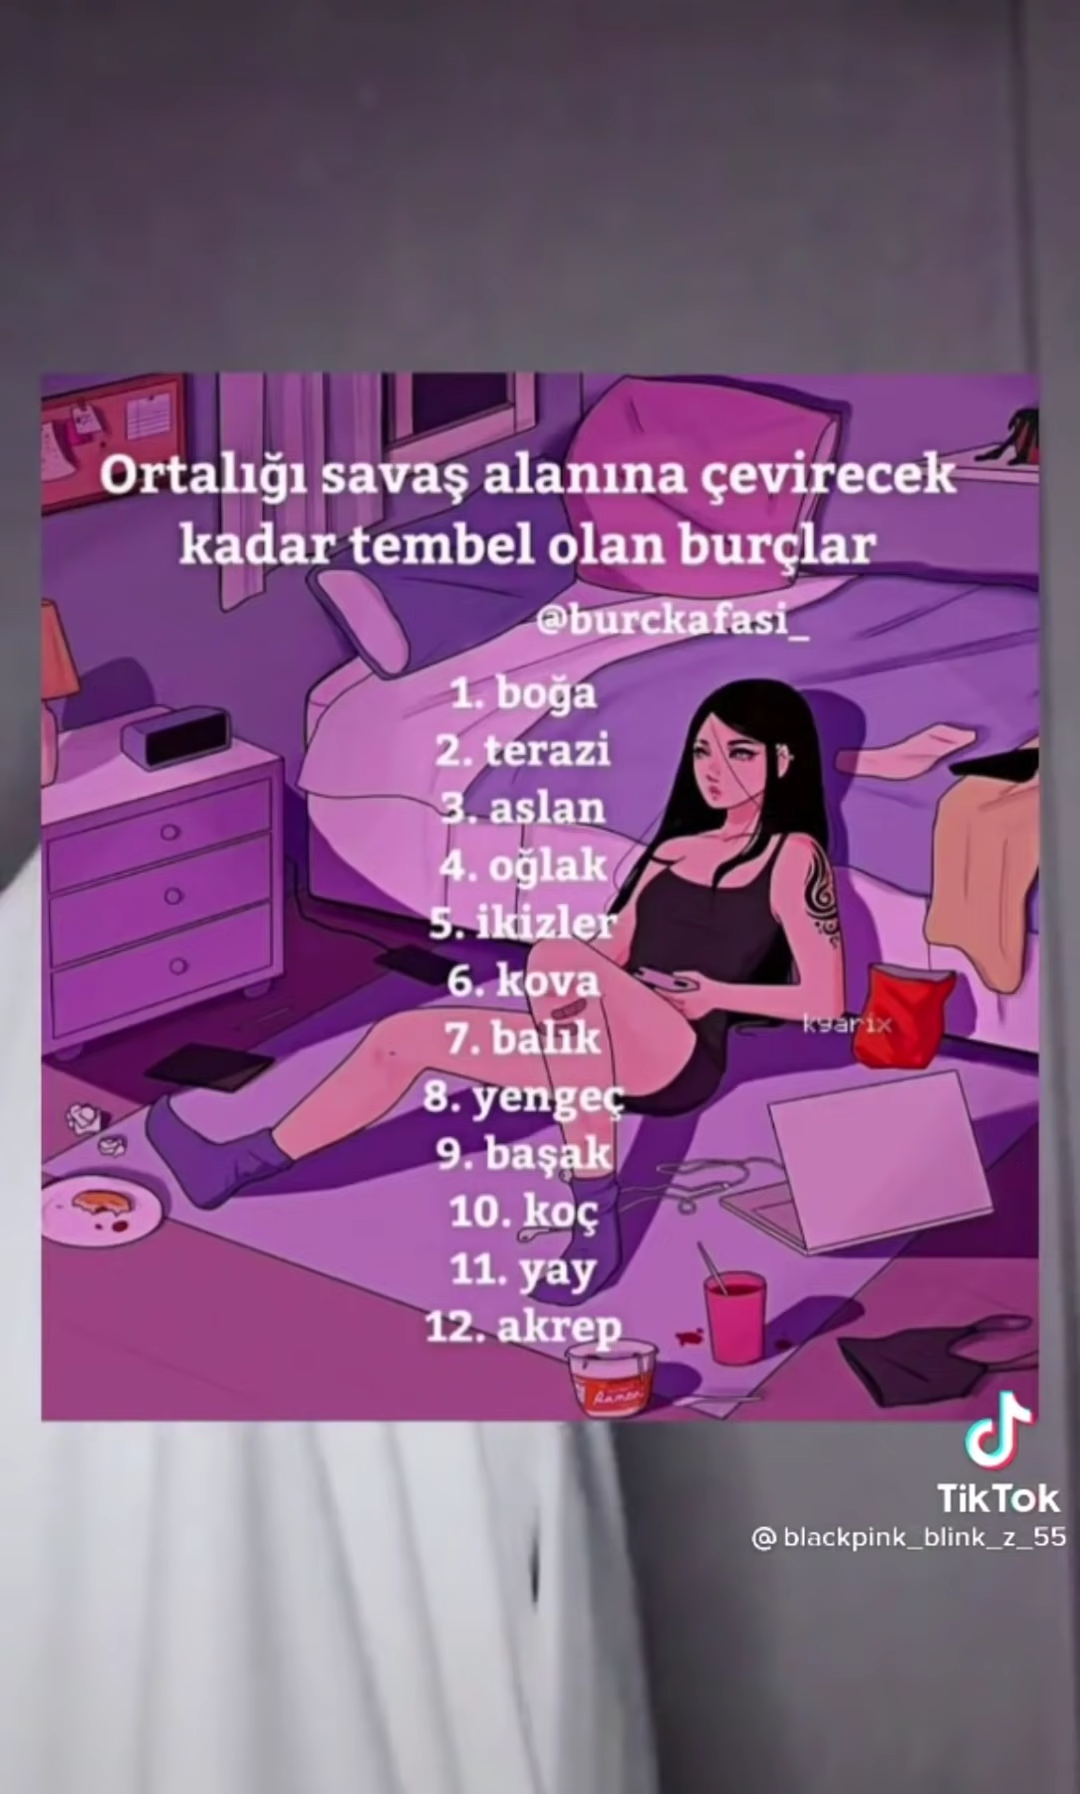 Ortalığı savaş alanına çevirecek
kadar tembel olan burçlar
@burckafasi_
1. boğa
2. terazi
3. aslan
4. oğlak
5. ikizler
6. kova
7. balık
8. yengeç
9. başak
10. koç
11. yay
12. akrep
kyarix
TikTok
@blackpink_blink_z_55